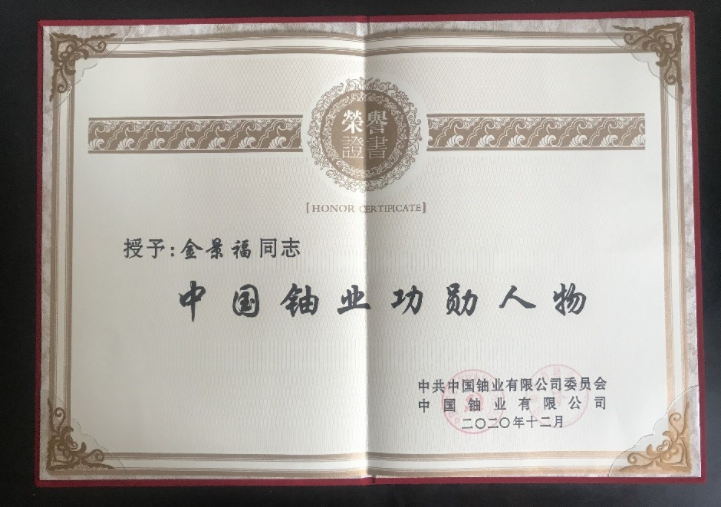 榮譽
證書
[HONOR CERTIFICATE]
授予:金景福同志
中国铀业功勋人物
中共中国铀业有限公司委员会
中国铀业有限公司
二〇二〇年十二月